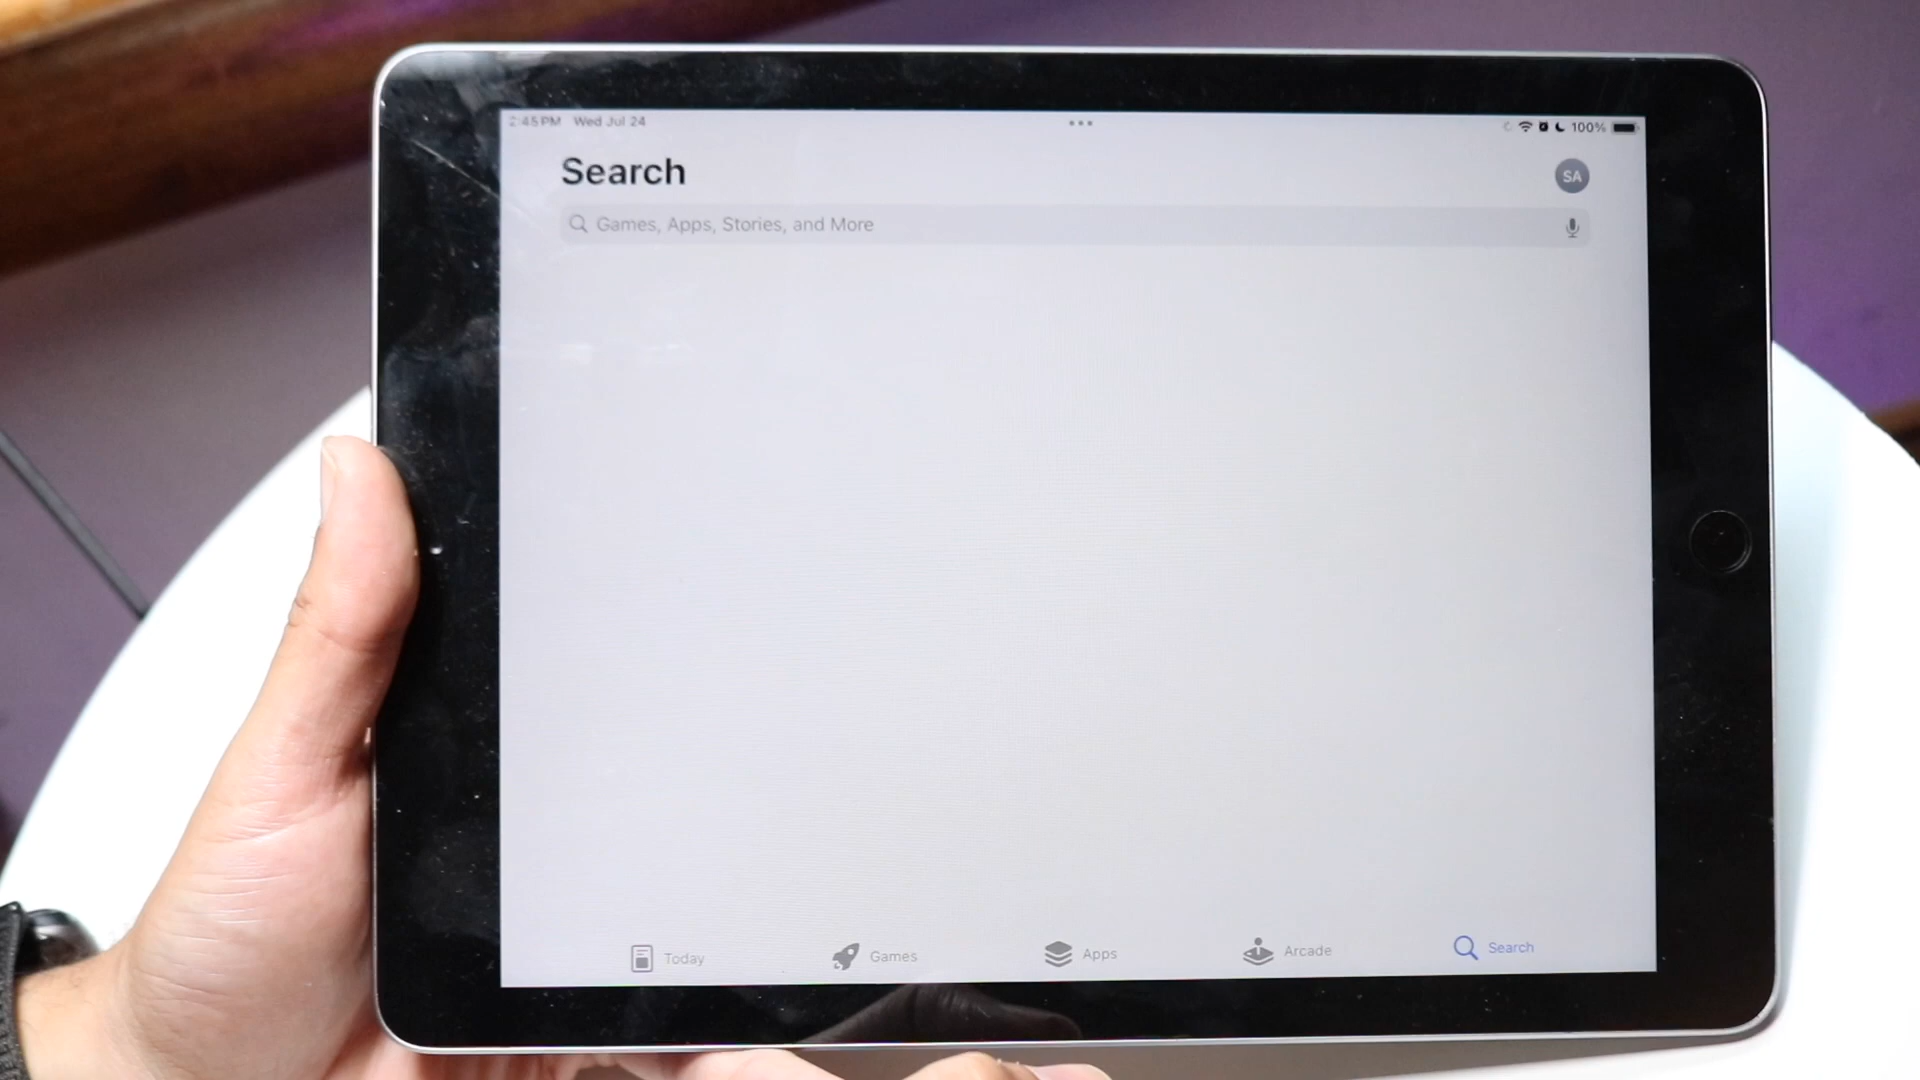 2:45 PM Wed Jul 24
100%
Search
SA
Games, Apps, Stories, and More
Today
Games
Apps
Arcade
Search